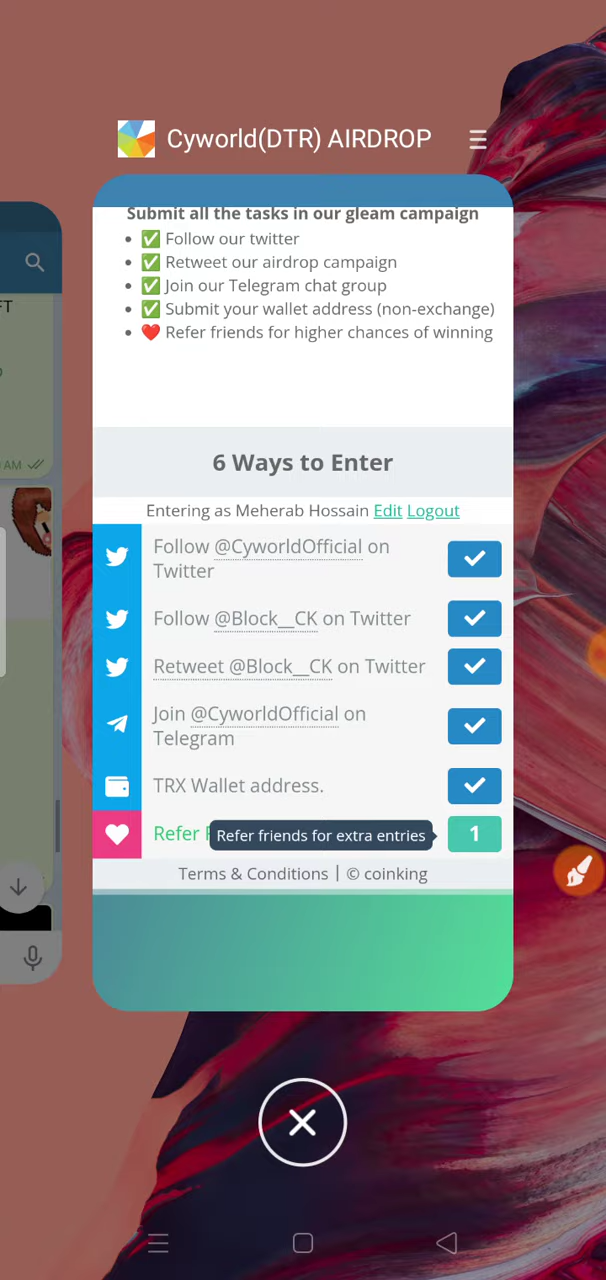 Cyworld(DTR) AIRDROP
Submit all the tasks in our gleam campaign
✅ Follow our twitter
✅ Retweet our airdrop campaign
✅ Join our Telegram chat group
✅ Submit your wallet address (non-exchange)
❤️ Refer friends for higher chances of winning
6 Ways to Enter
Entering as Meherab Hossain Edit Logout
Follow @CyworldOfficial on
Twitter
Follow @Block__CK on Twitter
Retweet @Block__CK on Twitter
Join @CyworldOfficial on
Telegram
TRX Wallet address.
Refer
Refer friends for extra entries
1
Terms & Conditions | © coinking
FT
AM